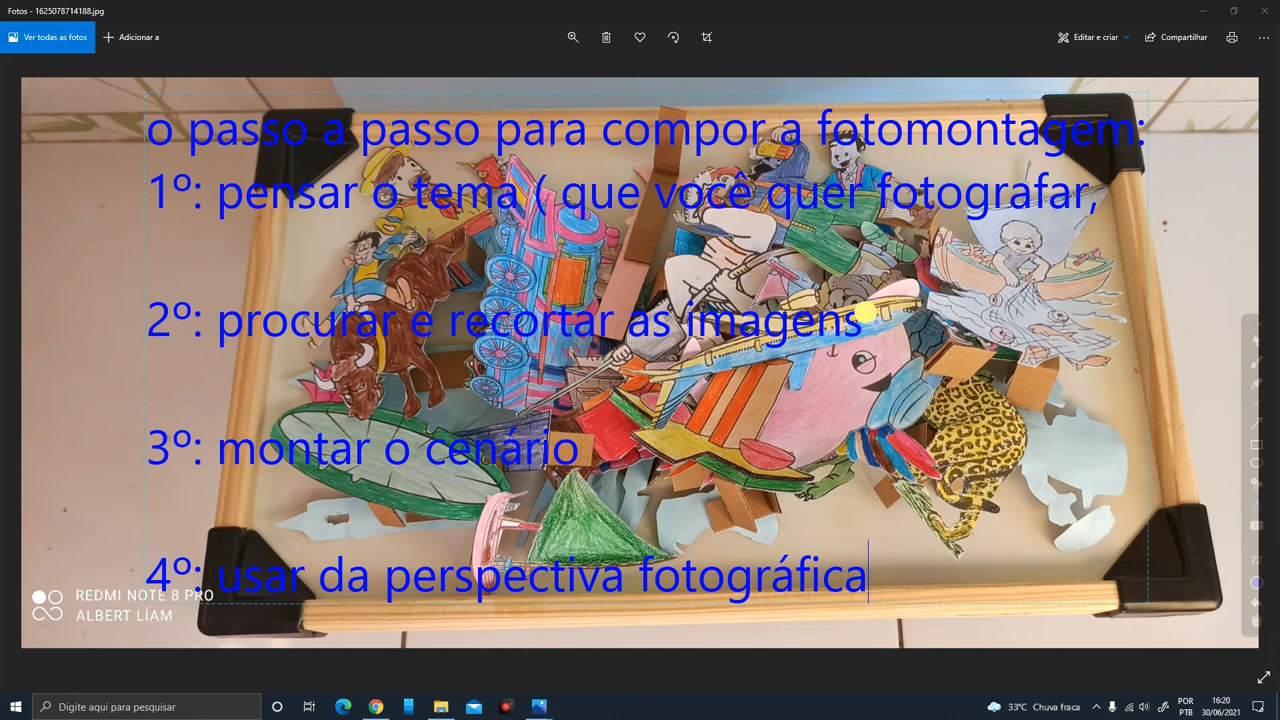 Fotos - 1625078714188.jpg
Ver todas as fotos
Adicionar a
Editar e criar
Compartilhar
o passo a passo para compor a fotomontagem:
1º: pensar o tema ( que você quer fotografar,
2º: procurar e recortar as imagens
3º: montar o cenário
4º: usar da perspectiva fotográfica
REDMI NOTE 8 PRO
ALBERT LÍAM
72
Digite aqui para pesquisar
33°C Chuva fraca
POR
PTB
16:20
30/06/2021